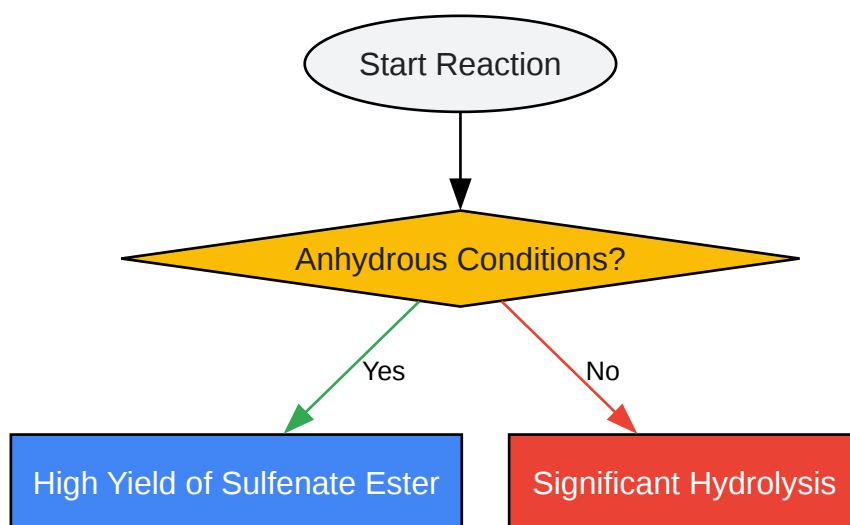 Start Reaction
Anhydrous Conditions?
Yes
No
High Yield of Sulfenate Ester
Significant Hydrolysis